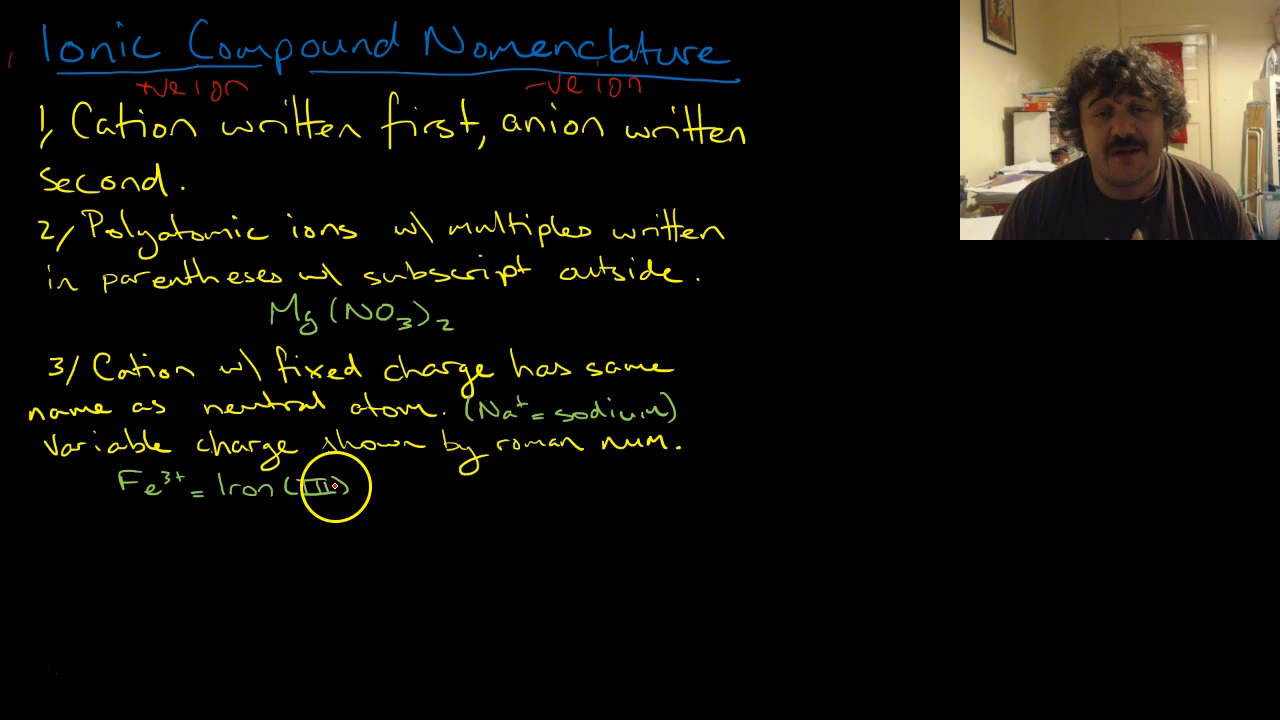 Ionic Compound Nomenclature
+ve ion -ve ion
1, Cation written first, anion written
second.
2/ Polyatomic ions w\ multiples written
in parentheses w\ subscript outside.
Mg(NO₃)₂
3/ Cation w\ fixed charge has same
name as neutral atom. (Na⁺ = sodium)
Variable charge shown by roman num.
Fe³⁺ = Iron (III)